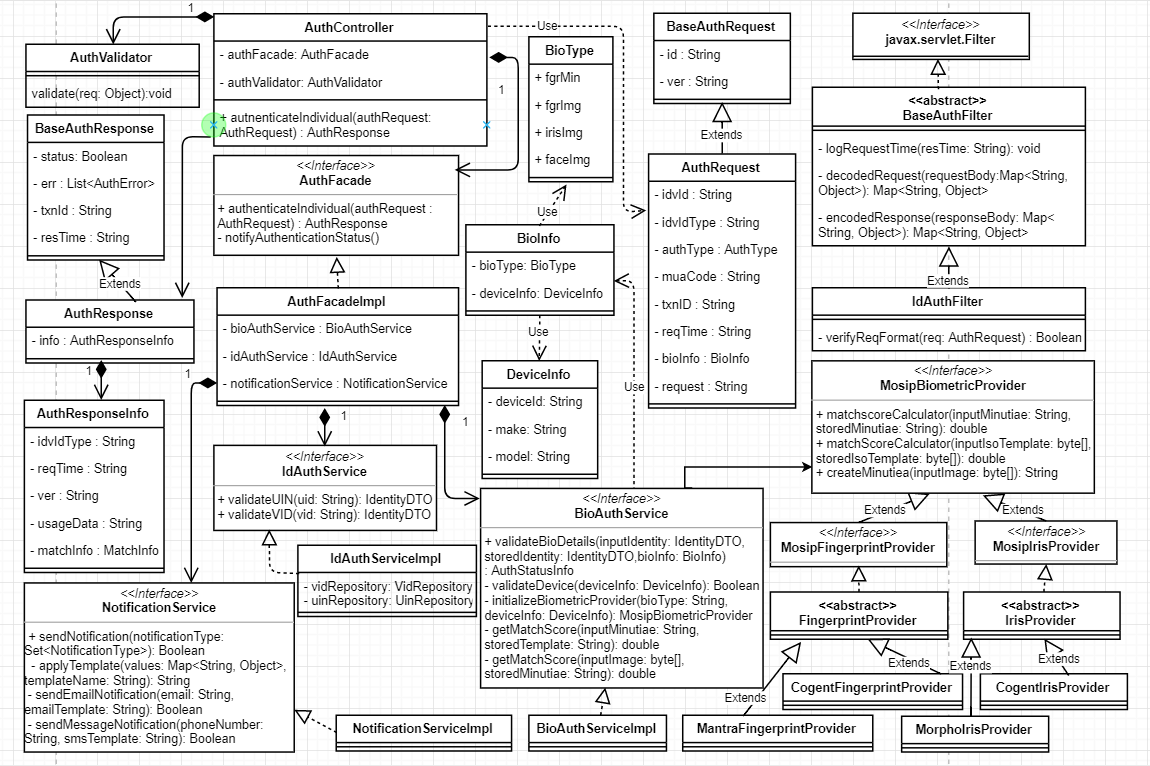 1
AuthController
- authFacade: AuthFacade
- authValidator: AuthValidator
+ autnenticateIndividual(authRequest:
AuthRequest) : AuthResponse
AuthValidator
validate(req: Object):void
1
Use
BioType
+ fgrMin
+ fgrImg
+ irisImg
+ faceImg
BaseAuthRequest
- id : String
- ver : String
Extends
<<Interface>>
javax.servlet.Filter
<<abstract>>
BaseAuthFilter
- logRequestTime(resTime: String): void
- decodedRequest(requestBody:Map<String,
Object>): Map<String, Object>
- encodedResponse(responseBody: Map<
String, Object>): Map<String, Object>
Extends
IdAuthFilter
- verifyReqFormat(req: AuthRequest) : Boolean
BaseAuthResponse
- status: Boolean
- err : List<AuthError>
- txnId : String
- resTime : String
Extends
AuthResponse
- info : AuthResponseInfo
1
AuthResponseInfo
- idvIdType : String
- reqTime : String
- ver : String
- usageData : String
- matchInfo : MatchInfo
<<Interface>>
AuthFacade
+ authenticateIndividual(authRequest :
AuthRequest) : AuthResponse
- notifyAuthenticationStatus()
AuthFacadeImpl
- bioAuthService : BioAuthService
- idAuthService : IdAuthService
- notificationService : NotificationService
1
1
1
Use
BioInfo
- bioType: BioType
- deviceInfo: DeviceInfo
Use
DeviceInfo
- deviceId: String
- make: String
- model: String
Use
AuthRequest
- idvId : String
- idvIdType : String
- authType : AuthType
- muaCode : String
- txnID : String
- reqTime : String
- bioInfo : BioInfo
- request : String
<<Interface>>
IdAuthService
+ validateUIN(uid: String): IdentityDTO
+ validateVID(vid: String): IdentityDTO
IdAuthServiceImpl
- vidRepository: VidRepository
- uinRepository: UinRepository
<<Interface>>
BioAuthService
+ validateBioDetails(inputIdentity: IdentityDTO,
storedIdentity: IdentityDTO,bioInfo: BioInfo)
: AuthStatusInfo
- validateDevice(deviceInfo: DeviceInfo): Boolean
- initializeBiometricProvider(bioType: String,
deviceInfo: DeviceInfo): MosipBiometricProvider
- getMatchScore(inputMinutiae: String,
storedTemplate: String): double
- getMatchScore(inputImage: byte[],
storedMinutiae: String): double
BioAuthServiceImpl
<<Interface>>
NotificationService
+ sendNotification(notificationType:
Set<NotificationType>): Boolean
- applyTemplate(values: Map<String, Object>,
templateName: String): String
- sendEmailNotification(email: String,
emailTemplate: String): Boolean
- sendMessageNotification(phoneNumber:
String, smsTemplate: String): Boolean
NotificationServiceImpl
<<Interface>>
MosipBiometricProvider
+ matchscoreCalculator(inputMinutiae: String,
storedMinutiae: String): double
+ matchScoreCalculator(inputIsoTemplate: byte[],
storedIsoTemplate: byte[]): double
+ createMinutiea(inputImage: byte[]): String
Extends
Extends
<<Interface>>
MosipFingerprintProvider
<<Interface>>
MosipIrisProvider
<<abstract>>
FingerprintProvider
<<abstract>>
IrisProvider
Extends
Extends
Extends
Extends
CogentFingerprintProvider
CogentIrisProvider
MantraFingerprintProvider
MorphoIrisProvider